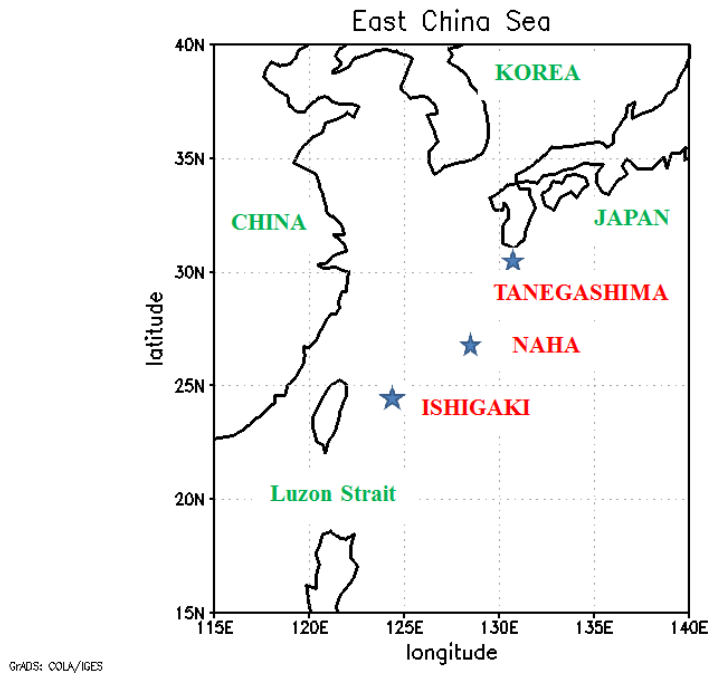 East China Sea
40N
KOREA
35N
CHINA
JAPAN
30N
TANEGASHIMA
latitude
NAHA
25N
ISHIGAKI
Luzon Strait
20N
15N
115E 120E 125E 130E 135E 140E
longitude
GrADS: COLA/IGES